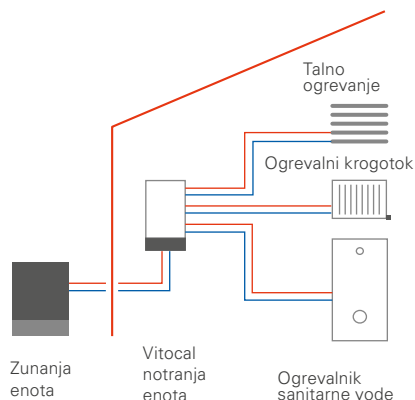 Talno
ogrevanje
Ogrevalni krogotok
Zunanja
enota
Vitocal
notranja
enota
Ogrevalnik
sanitarne vode